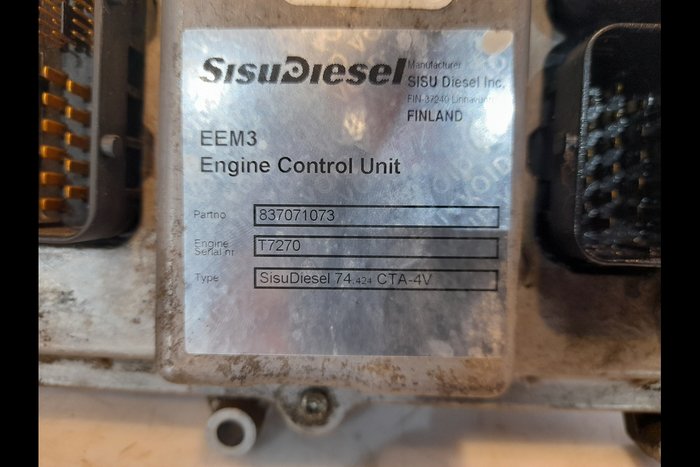 SisuDiesel
Manufacturer
SISU Diesel Inc.
FIN-37240 Linnavuori
FINLAND
EEM3
Engine Control Unit
Partno 837071073
Engine
Serial nr T7270
Type SisuDiesel 74.424 CTA-4V
VOID